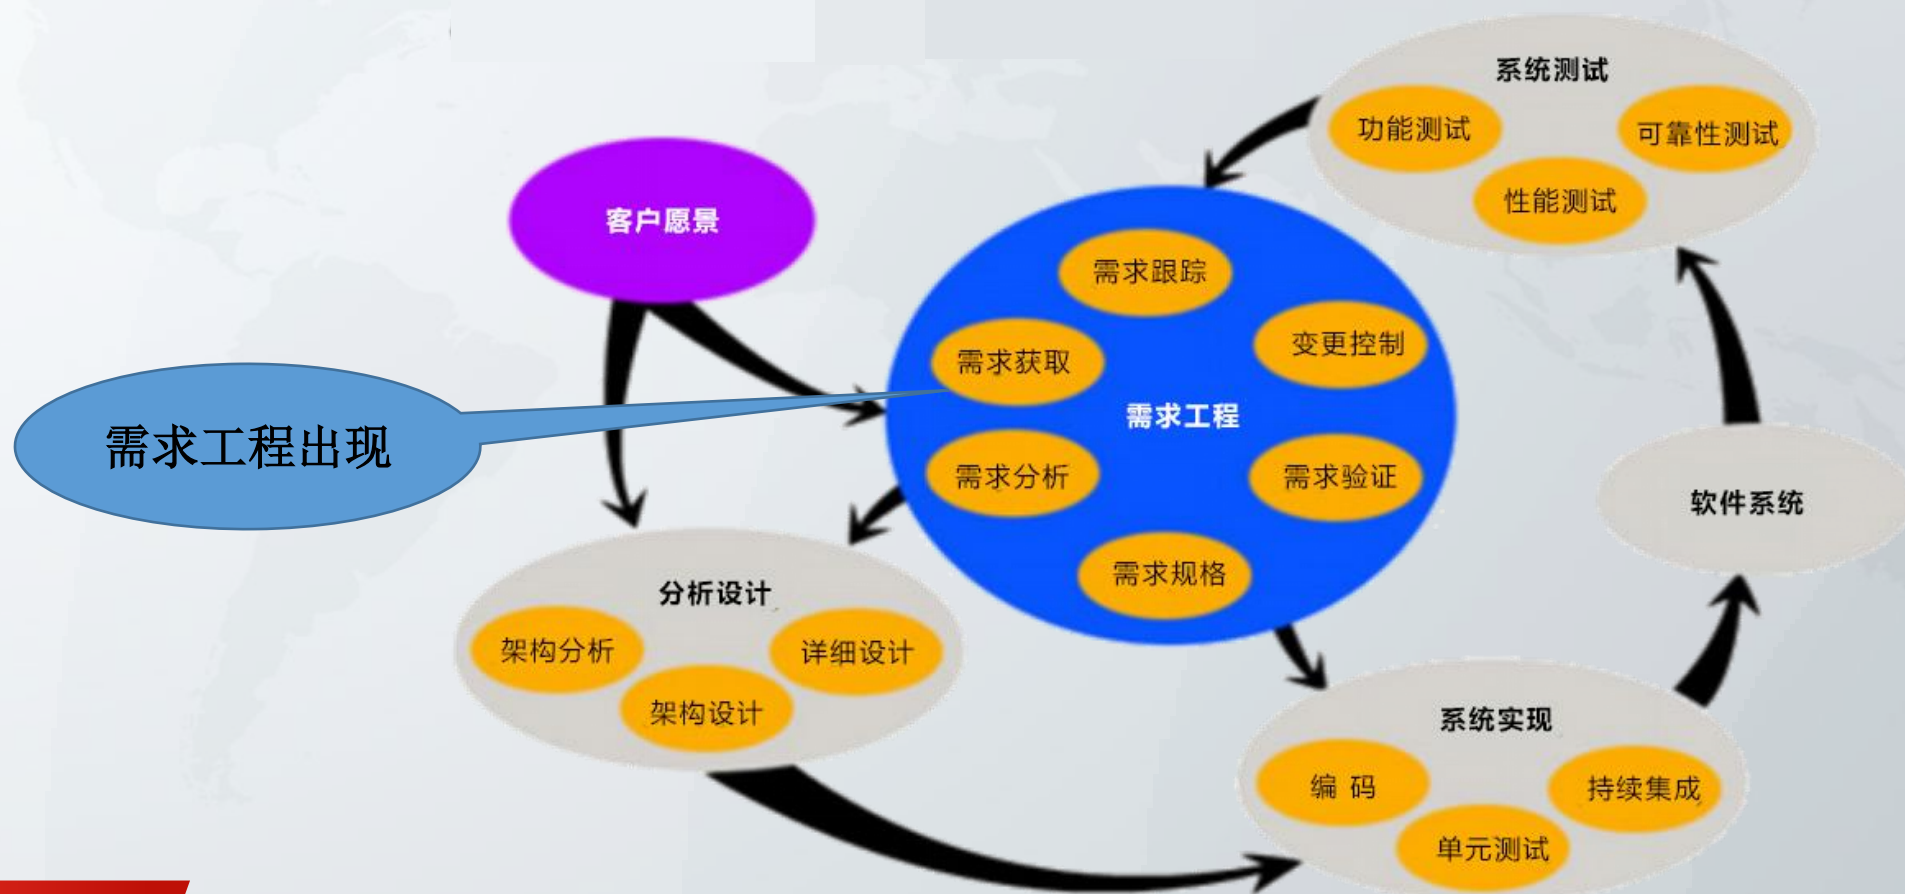 系统测试
功能测试
可靠性测试
性能测试
客户愿景
需求跟踪
变更控制
需求获取
需求工程
需求工程出现
需求分析
需求验证
需求规格
软件系统
分析设计
架构分析
详细设计
架构设计
系统实现
编 码
持续集成
单元测试